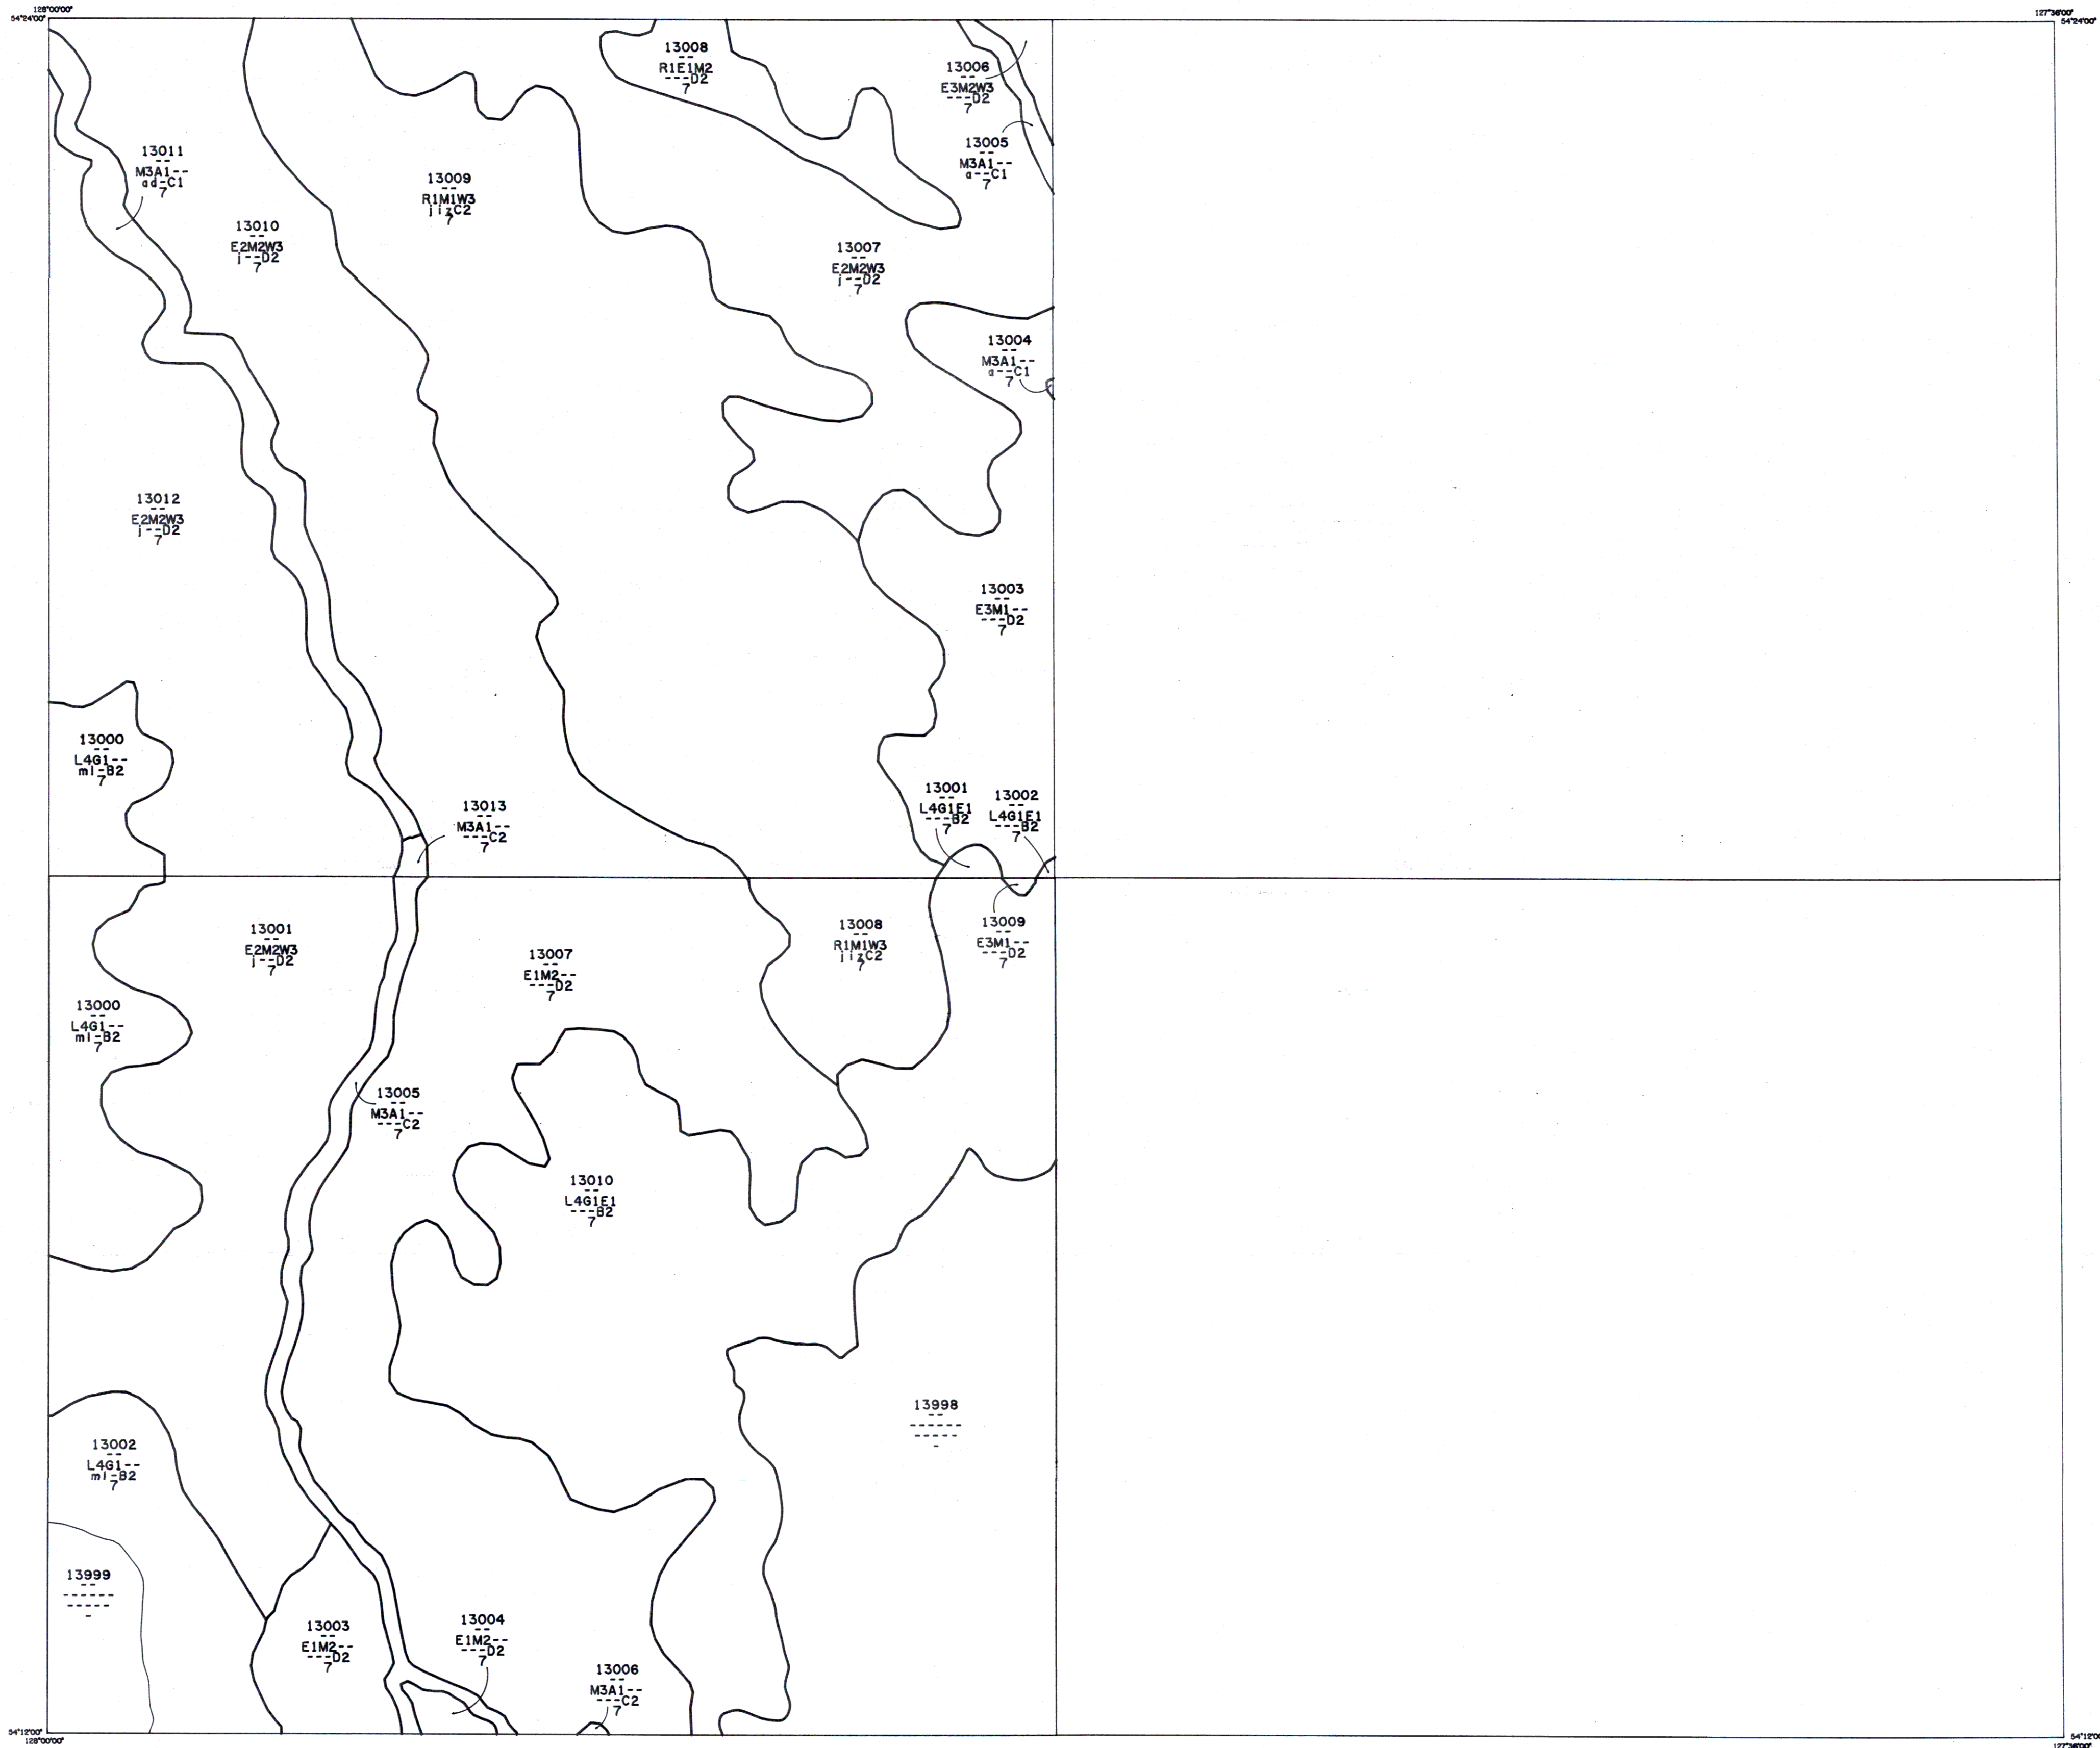 128°00'00"
54°24'00"
127°36'00"
54°24'00"
13008
--
R1E1M2
---D2
7
13006
--
E3M2W3
---D2
7
13005
--
M3A1--
a--C1
7
13011
--
M3A1--
ad-C1
7
13009
--
R1M1W3
jizC2
7
13010
--
E2M2W3
j--D2
7
13007
--
E2M2W3
j--D2
7
13004
--
M3A1--
a--C1
7
13012
--
E2M2W3
j--D2
7
13003
--
E3M1--
---D2
7
13000
--
L4G1--
ml-B2
7
13013
--
M3A1--
---C2
7
13001
--
L4G1E1
---B2
7
13002
--
L4G1E1
---B2
7
13001
--
E2M2W3
j--D2
7
13007
--
E1M2--
---D2
7
13008
--
R1M1W3
jizC2
7
13009
--
E3M1--
---D2
7
13000
--
L4G1--
ml-B2
7
13005
--
M3A1--
---C2
7
13010
--
L4G1E1
---B2
7
13998
--
------
-----
-
13002
--
L4G1--
ml-B2
7
13999
--
------
-----
-
13003
--
E1M2--
---D2
7
13004
--
E1M2--
---D2
7
13006
--
M3A1--
---C2
7
54°12'00"
128°00'00"
54°12'00"
127°36'00"